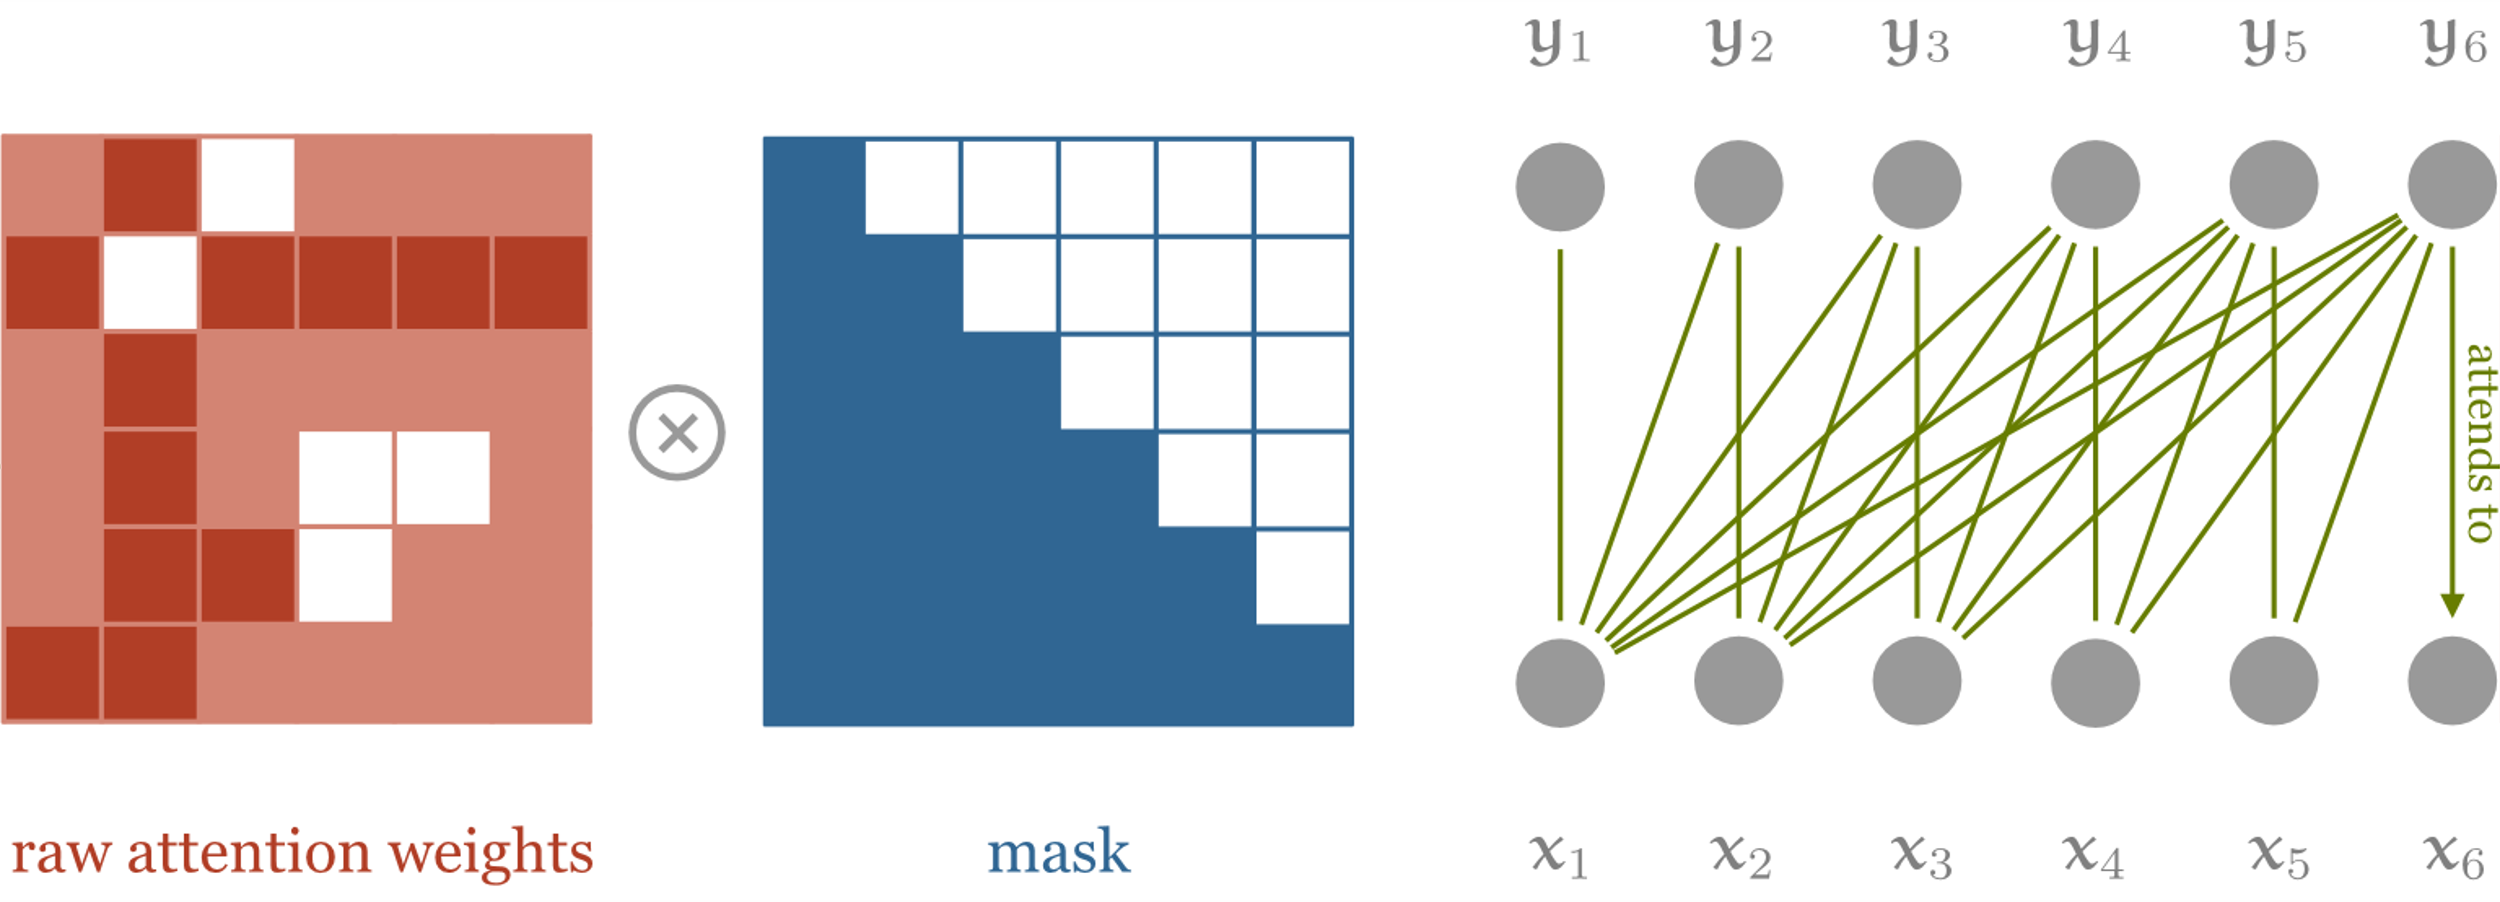 y1 y2 y3 y4 y5 y6
attends to
raw attention weights
mask
x1 x2 x3 x4 x5 x6